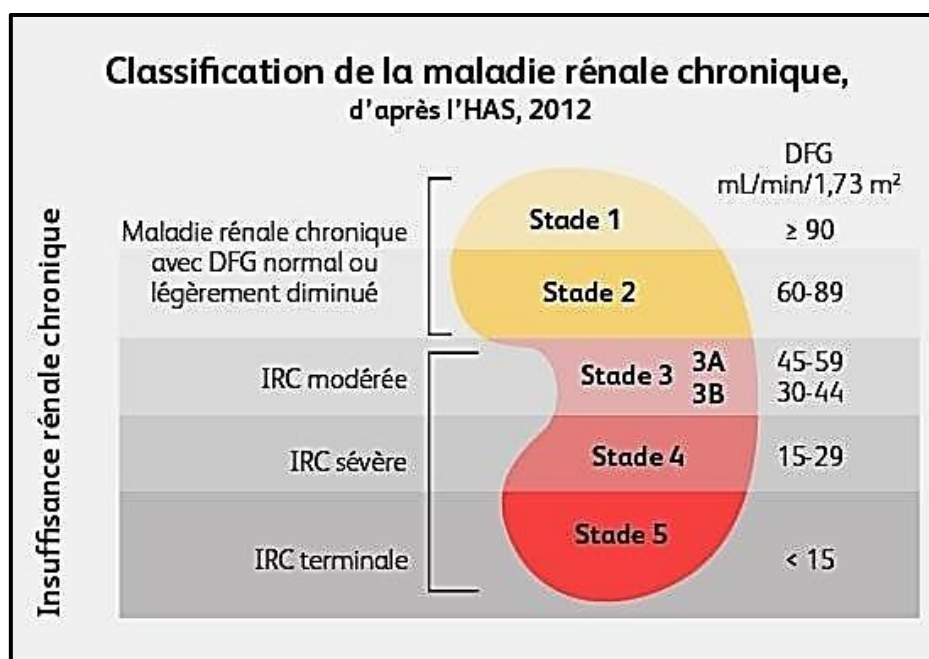 Classification de la maladie rénale chronique,
d'après l'HAS, 2012
DFG
mL/min/1,73 m²
Insuffisance rénale chronique
Maladie rénale chronique
avec DFG normal ou
légèrement diminué
Stade 1
≥ 90
Stade 2
60-89
IRC modérée
Stade 3
3A
45-59
3B
30-44
IRC sévère
Stade 4
15-29
IRC terminale
Stade 5
< 15